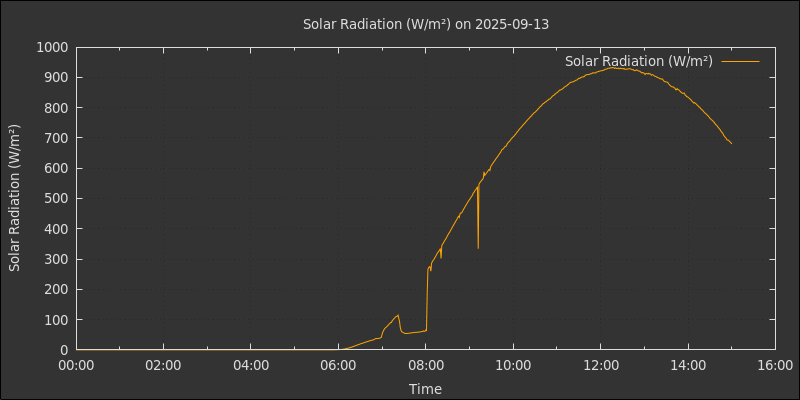 Solar Radiation (W/m²) on 2025-09-13
Solar Radiation (W/m²)
Solar Radiation (W/m²)
1000
900
800
700
600
500
400
300
200
100
0
00:00 02:00 04:00 06:00 08:00 10:00 12:00 14:00 16:00
Time